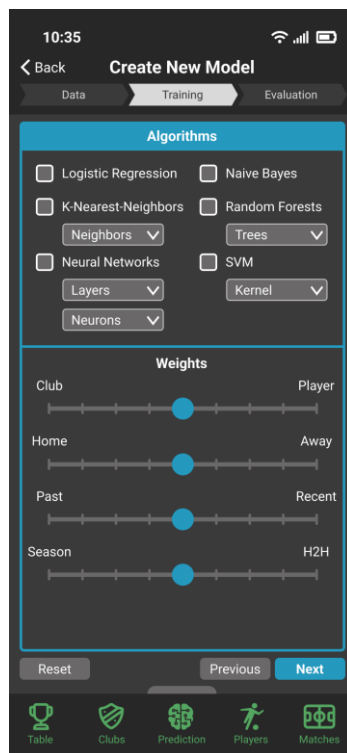 10:35
Back Create New Model
Data Training Evaluation
Algorithms
Logistic Regression Naive Bayes
K-Nearest-Neighbors Random Forests
Neighbors Trees
Neural Networks SVM
Layers Kernel
Neurons
Weights
Club Player
Home Away
Past Recent
Season H2H
Reset Previous Next
Table Clubs Prediction Players Matches